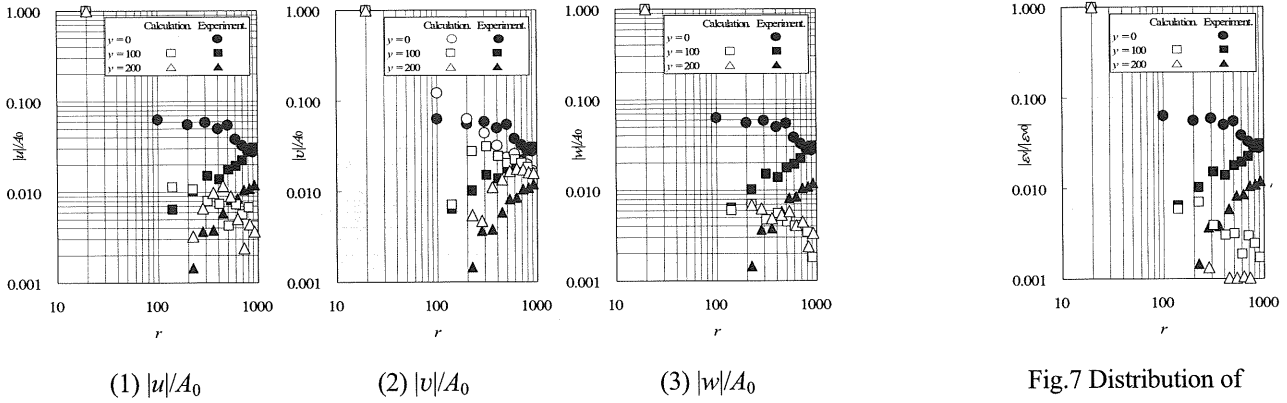 1.000
0.100
0.010
0.001
10 100 1000
|u|/A0
r
Calculation. Experiment.
y = 0
y = 100
y = 200
(1) |u|/A0
1.000
0.100
0.010
0.001
10 100 1000
|υ|/A0
r
Calculation. Experiment.
y = 0
y = 100
y = 200
(2) |υ|/A0
1.000
0.100
0.010
0.001
10 100 1000
|w|/A0
r
Calculation. Experiment.
y = 0
y = 100
y = 200
(3) |w|/A0
1.000
0.100
0.010
0.001
10 100 1000
|εv|/|εv0|
r
Calculation. Experiment.
y = 0
y = 100
y = 200
Fig.7 Distribution of